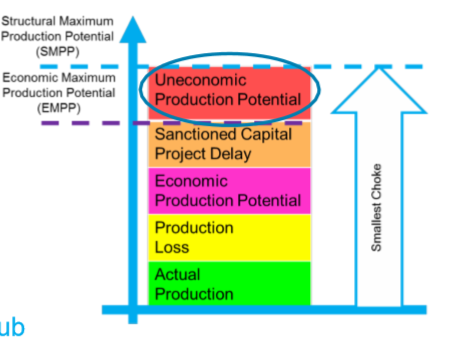 Structural Maximum
Production Potential
(SMPP)
Economic Maximum
Production Potential
(EMPP)
Uneconomic
Production Potential
Sanctioned Capital
Project Delay
Economic
Production Potential
Production
Loss
Actual
Production
Smallest Choke
ub